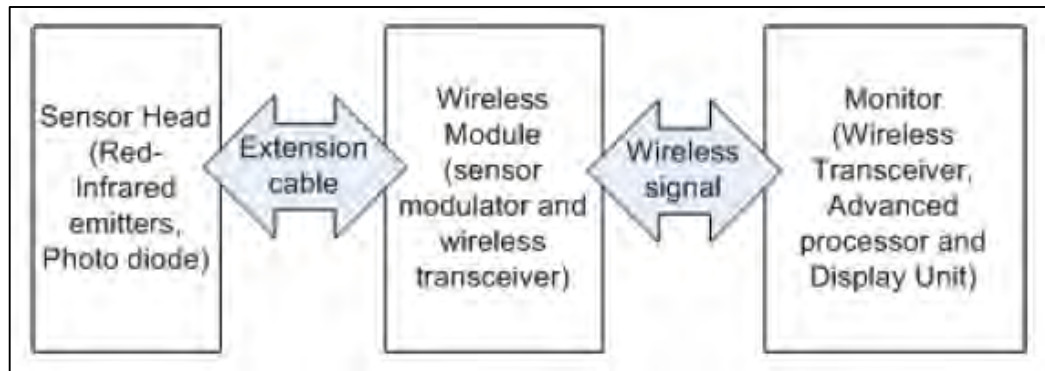 Sensor Head
(Red-
Infrared
emitters,
Photo diode)
Extension
cable
Wireless
Module
(sensor
modulator and
wireless
transceiver)
Wireless
signal
Monitor
(Wireless
Transceiver,
Advanced
processor and
Display Unit)